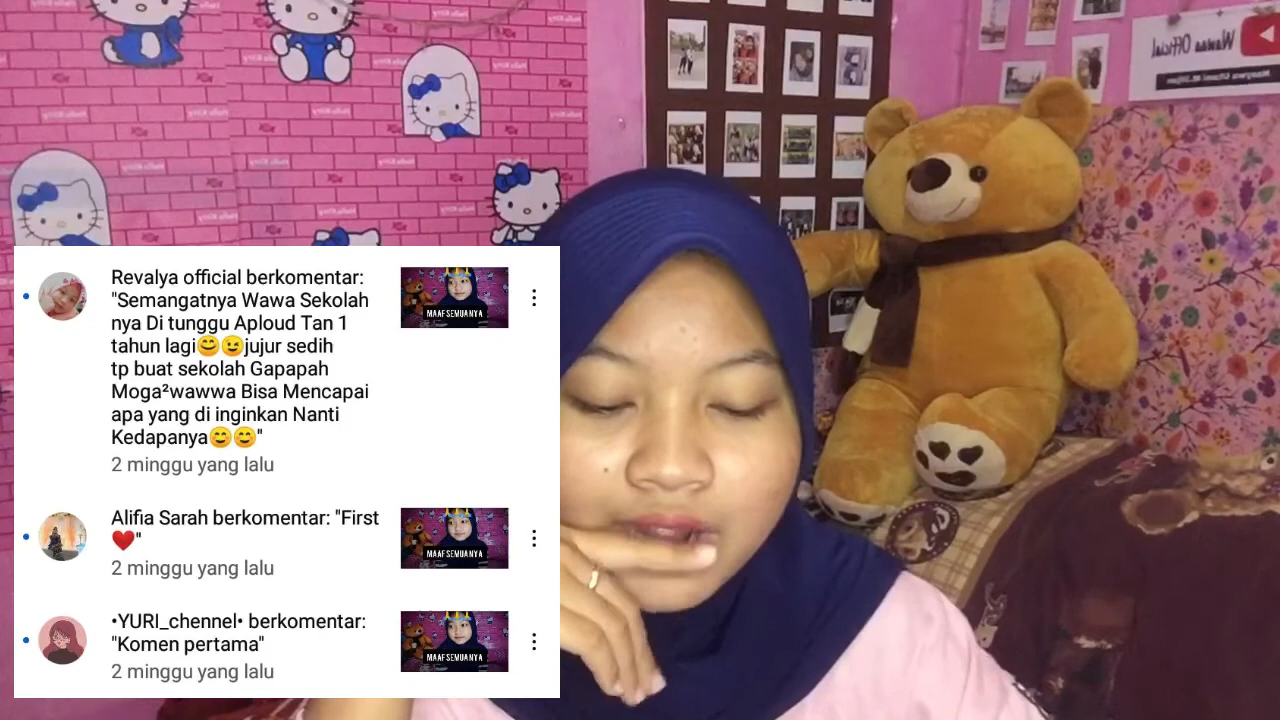 Wawaa Official
Revalya official berkomentar:
"Semangatnya Wawa Sekolah
nya Di tunggu Aploud Tan 1
tahun lagi😊😉jujur sedih
tp buat sekolah Gapapah
Moga²wawwa Bisa Mencapai
apa yang di inginkan Nanti
Kedapanya😊😊"
2 minggu yang lalu
MAAF SEMUANYA
Alifia Sarah berkomentar: "First
❤️"
2 minggu yang lalu
MAAF SEMUANYA
•YURI_chennel• berkomentar:
"Komen pertama"
2 minggu yang lalu
MAAF SEMUANYA